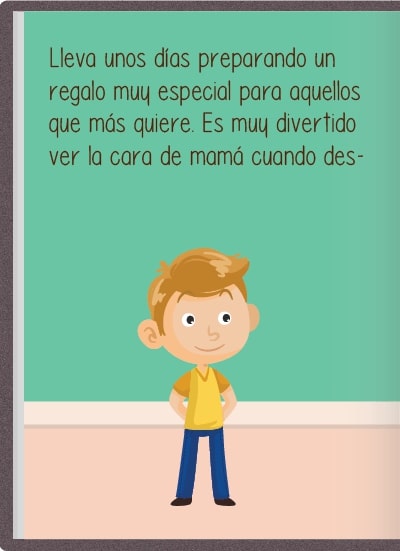 Lleva unos días preparando un
regalo muy especial para aquellos
que más quiere. Es muy divertido
ver la cara de mamá cuando des-